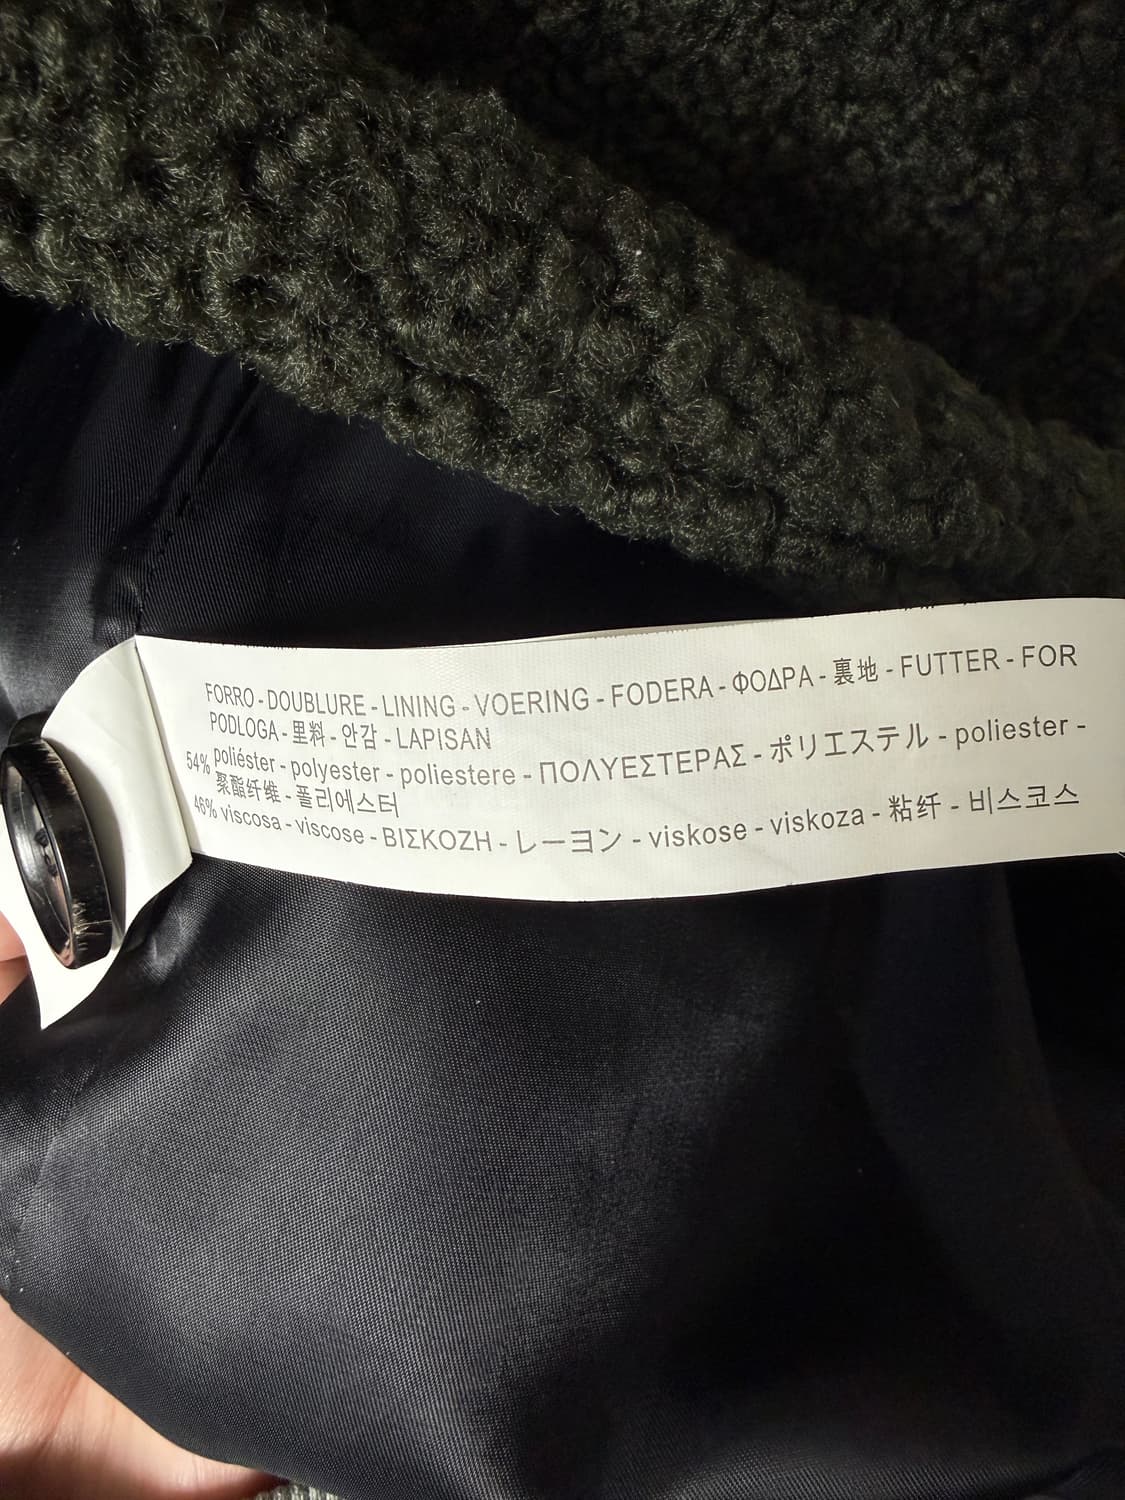 FORRO - DOUBLURE - LINING - VOERING - FODERA - ΦΟΔΡΑ - 裏地 - FUTTER - FOR
PODLOGA - 里料 - 안감 - LAPISAN
54% poliéster - polyester - poliestere - ΠΟΛΥΕΣΤΕΡΑΣ - ポリエステル - poliester -
聚酯纤维 - 폴리에스터
46% viscosa - viscose - ΒΙΣΚΟΖΗ - レーヨン - viskose - viskoza - 粘纤 - 비스코스